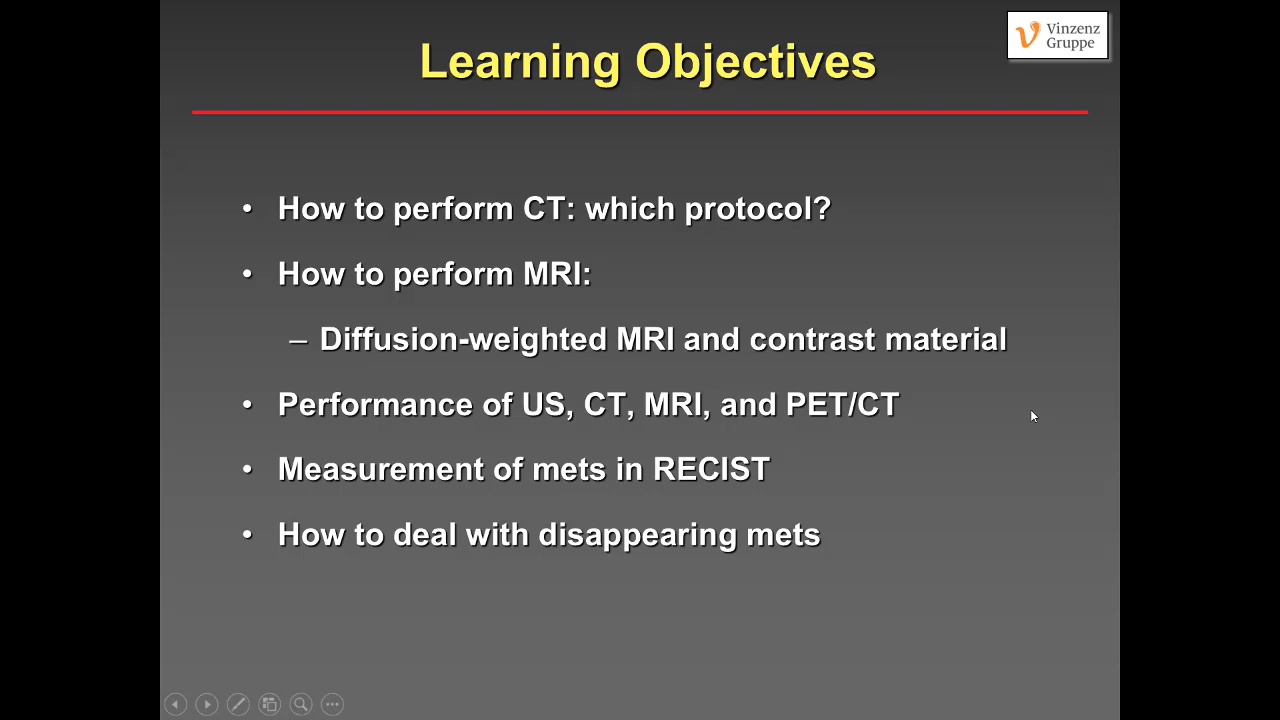 Vinzenz
Gruppe
Learning Objectives
• How to perform CT: which protocol?
• How to perform MRI:
– Diffusion-weighted MRI and contrast material
• Performance of US, CT, MRI, and PET/CT
• Measurement of mets in RECIST
• How to deal with disappearing mets